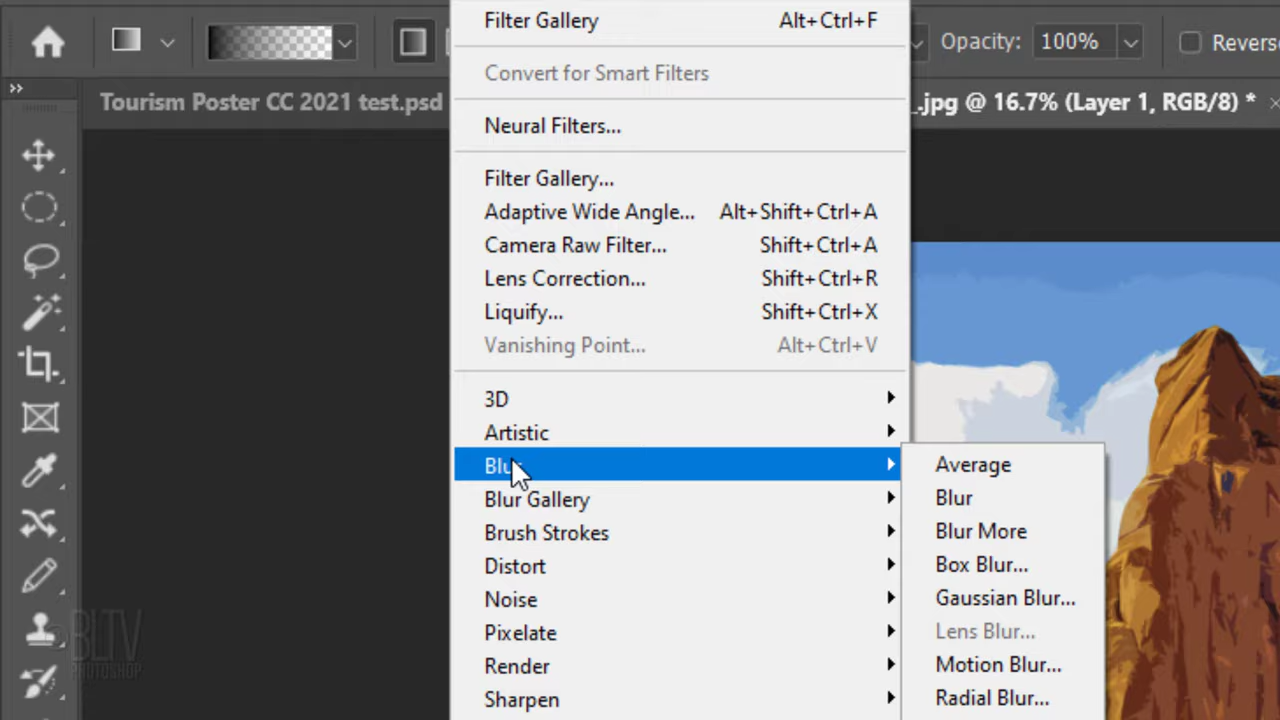 Filter Gallery Alt+Ctrl+F
Opacity: 100% Revers
Convert for Smart Filters
Tourism Poster CC 2021 test.psd
_.jpg @ 16.7% (Layer 1, RGB/8) *
Neural Filters...
Filter Gallery...
Adaptive Wide Angle... Alt+Shift+Ctrl+A
Camera Raw Filter... Shift+Ctrl+A
Lens Correction... Shift+Ctrl+R
Liquify... Shift+Ctrl+X
Vanishing Point... Alt+Ctrl+V
3D
Artistic
Blur
Blur Gallery
Brush Strokes
Distort
Noise
Pixelate
Render
Sharpen
Average
Blur
Blur More
Box Blur...
Gaussian Blur...
Lens Blur...
Motion Blur...
Radial Blur...
© BLTV
PHOTOSHOP